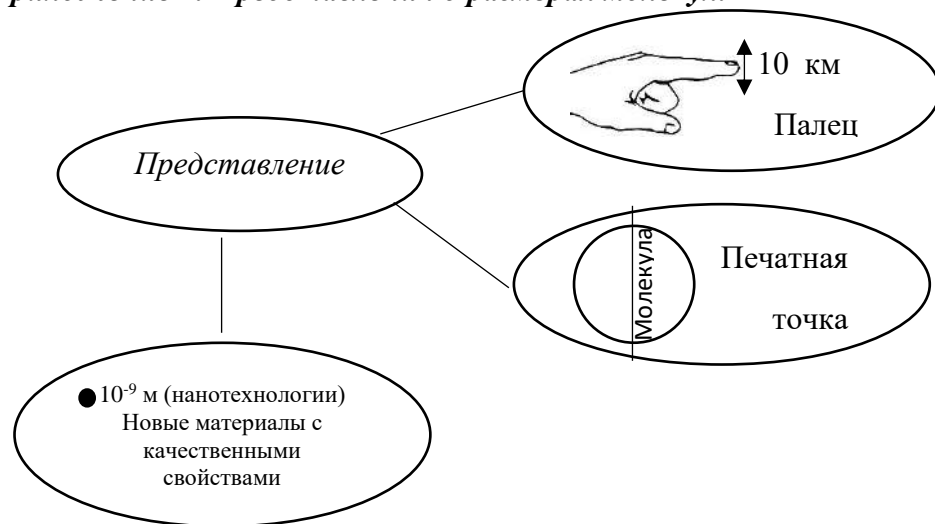 10 км
Палец
Представление
Молекула
Печатная
точка
10⁻⁹ м (нанотехнологии)
Новые материалы с
качественными
свойствами